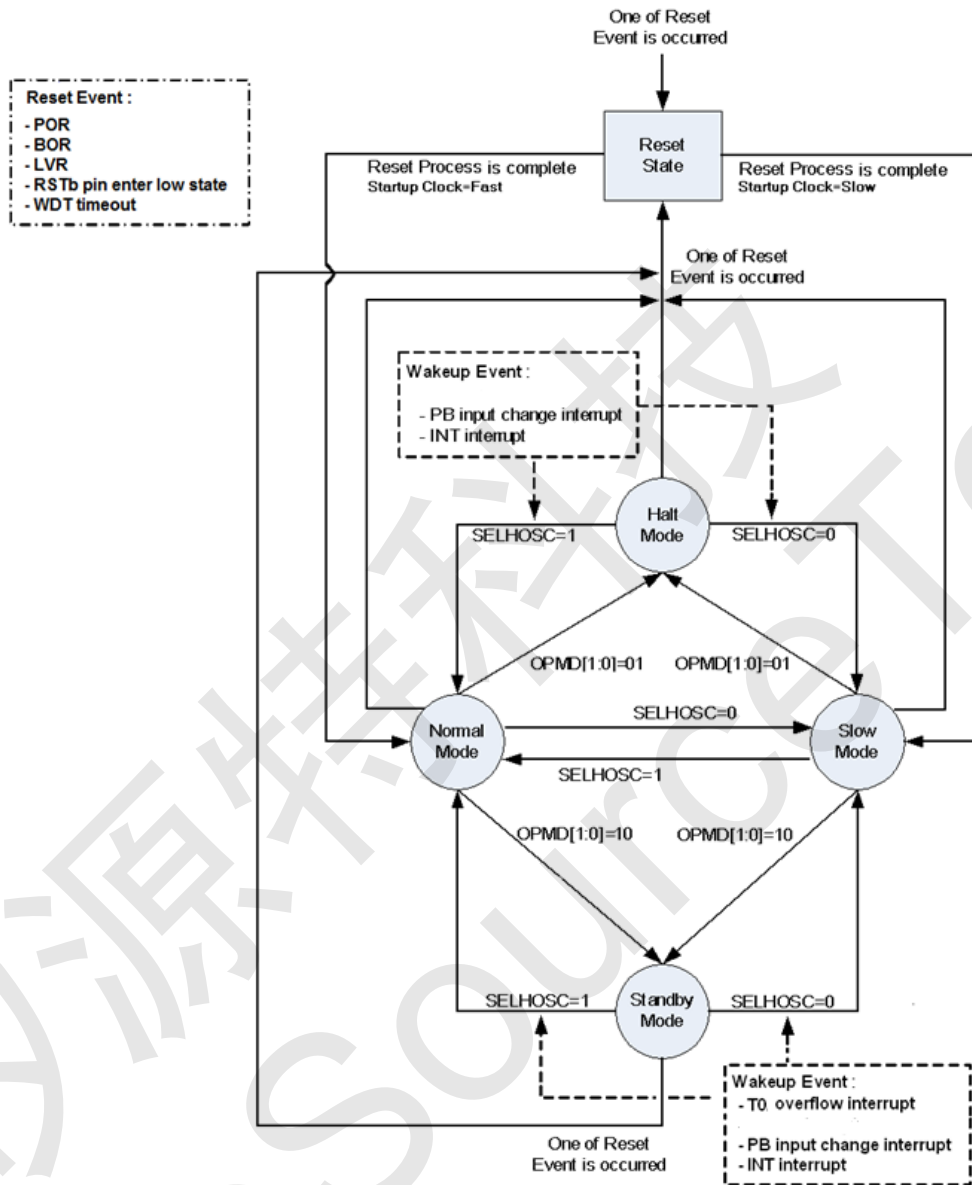 One of Reset
Event is occurred
Reset Event :
- POR
- BOR
- LVR
- RSTb pin enter low state
- WDT timeout
Reset
State
Reset Process is complete
Startup Clock=Fast
Reset Process is complete
Startup Clock=Slow
One of Reset
Event is occurred
Wakeup Event :
- PB input change interrupt
- INT interrupt
Halt
Mode
SELHOSC=1
SELHOSC=0
OPMD[1:0]=01
OPMD[1:0]=01
Normal
Mode
SELHOSC=0
Slow
Mode
SELHOSC=1
OPMD[1:0]=10
OPMD[1:0]=10
SELHOSC=1
Standby
Mode
SELHOSC=0
Wakeup Event :
- T0 overflow interrupt
- PB input change interrupt
- INT interrupt
One of Reset
Event is occurred
源特科技
Source